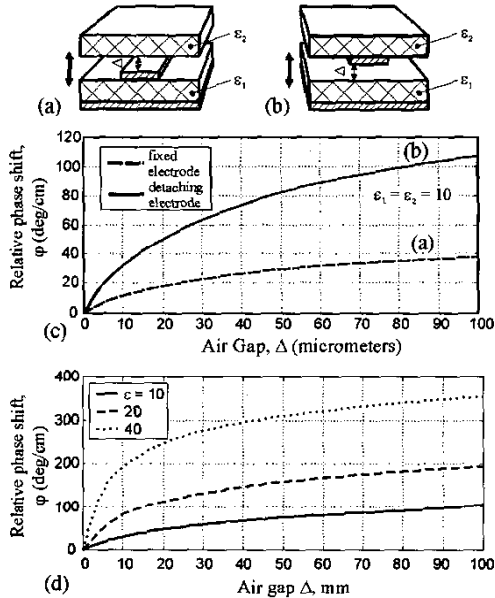 ε₂
Δ
ε₁
(a)
ε₂
Δ
ε₁
(b)
Relative phase shift,
φ (deg/cm)
120
100
80
60
40
20
0
fixed
electrode
detaching
electrode
(b)
ε₁ = ε₂ = 10
(a)
0 10 20 30 40 50 60 70 80 90 100
(c)
Air Gap, Δ (micrometers)
Relative phase shift,
φ (deg/cm)
400
300
200
100
0
ε = 10
20
40
0 10 20 30 40 50 60 70 80 90 100
(d)
Air gap Δ, mm